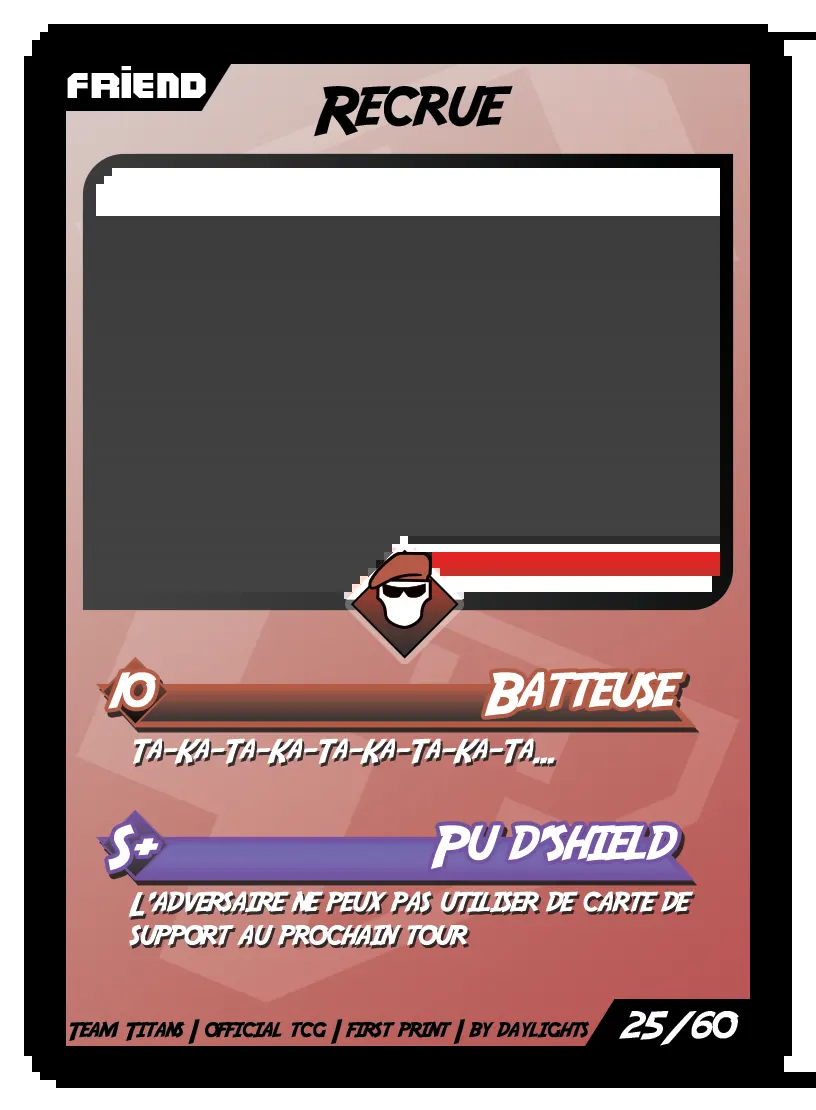 FRiEND
RECRUE
10
BATTEUSE
TA-KA-TA-KA-TA-KA-TA-KA-TA...
S+
PU D'SHIELD
L'ADVERSAIRE NE PEUX PAS UTILISER DE CARTE DE
SUPPORT AU PROCHAIN TOUR
TEAM TITANS | OFFICIAL TCG | FIRST PRINT | BY DAYLIGHTS
25/60